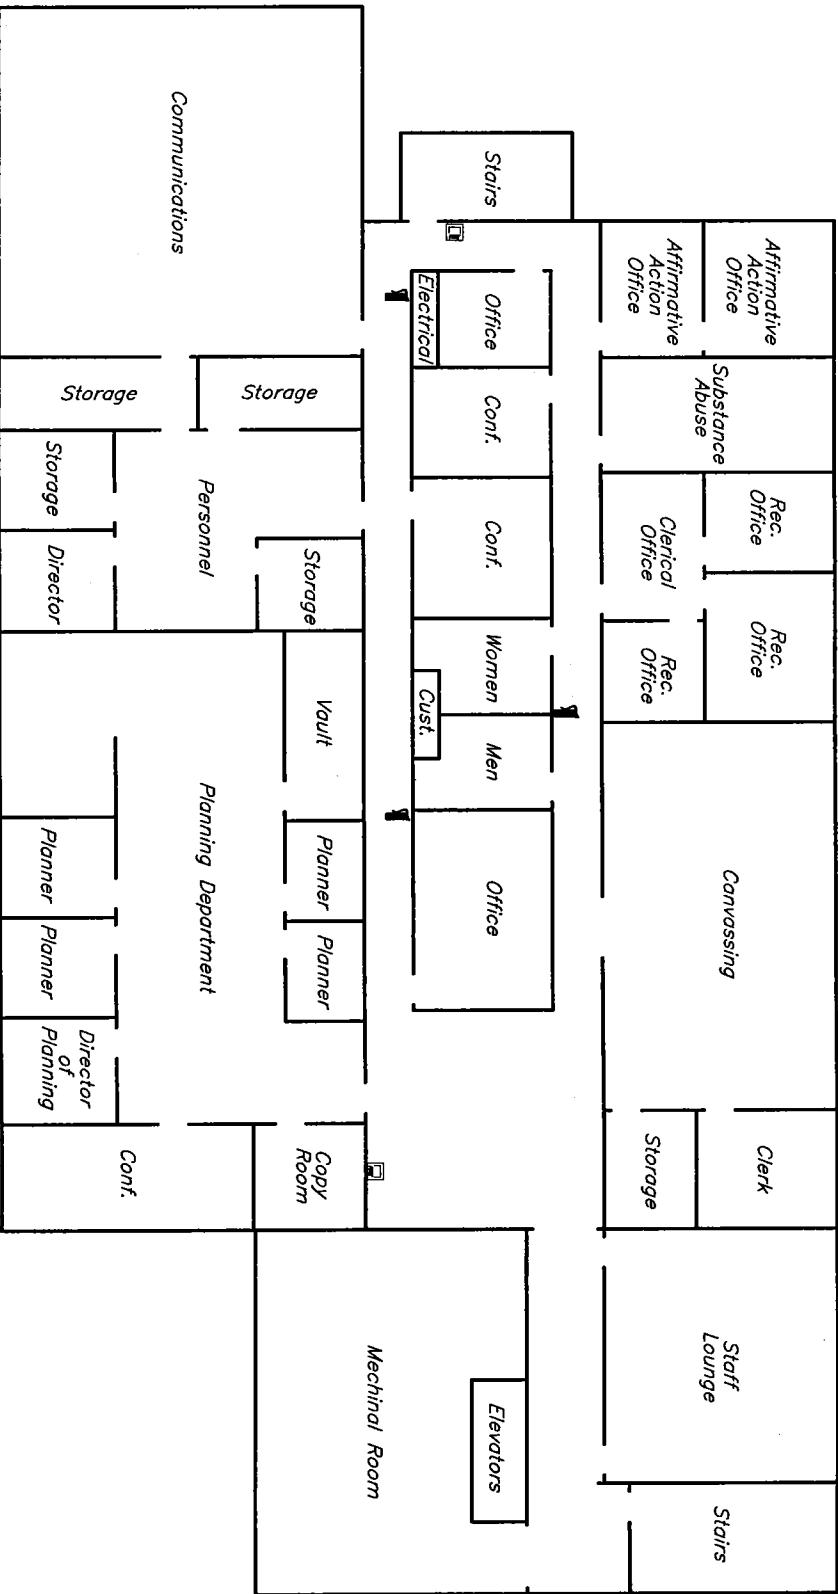 Affirmative
Action
Office
Substance
Abuse
Rec.
Office
Rec.
Office
Canvassing
Clerk
Staff
Lounge
Stairs
Affirmative
Action
Office
Clerical
Office
Rec.
Office
Storage
Stairs
Office
Conf.
Conf.
Women
Men
Office
Elevators
Electrical
Cust.
Mechinal Room
Storage
Storage
Vault
Planner
Planner
Copy
Room
Communications
Personnel
Planning Department
Storage
Conf.
Storage
Director
Planner
Planner
Director
of
Planning